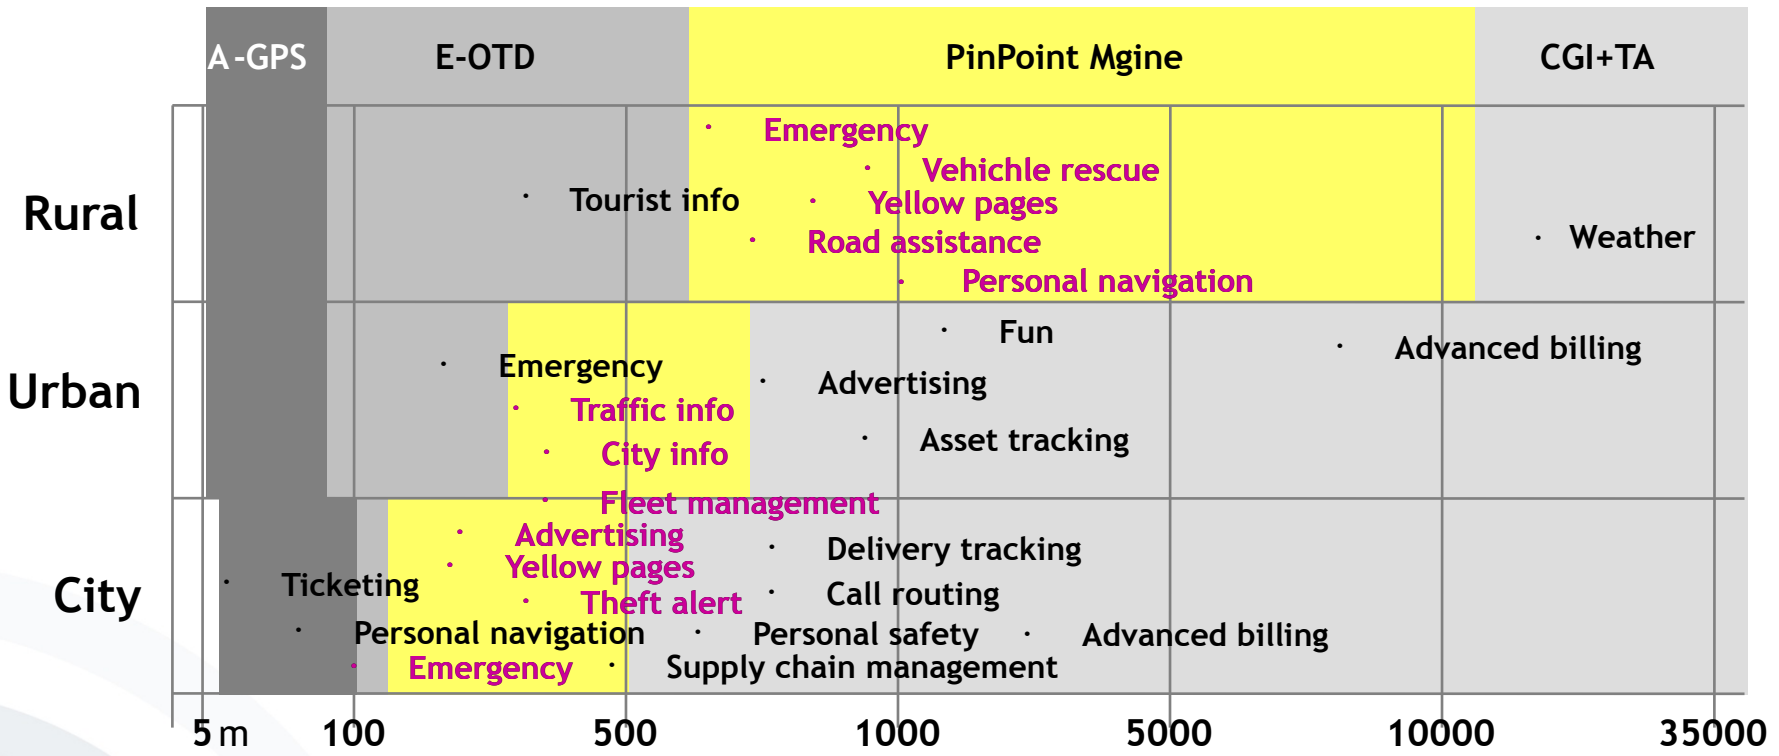 A-GPS E-OTD PinPoint Mgine CGI+TA
Rural
· Emergency
· Vehichle rescue
· Tourist info
· Yellow pages
· Road assistance
· Weather
· Personal navigation
Urban
· Fun
· Advanced billing
· Emergency
· Advertising
· Traffic info
· Asset tracking
· City info
· Fleet management
City
· Advertising
· Delivery tracking
· Yellow pages
· Ticketing
· Call routing
· Theft alert
· Personal navigation
· Personal safety
· Advanced billing
· Emergency
· Supply chain management
5 m 100 500 1000 5000 10000 35000